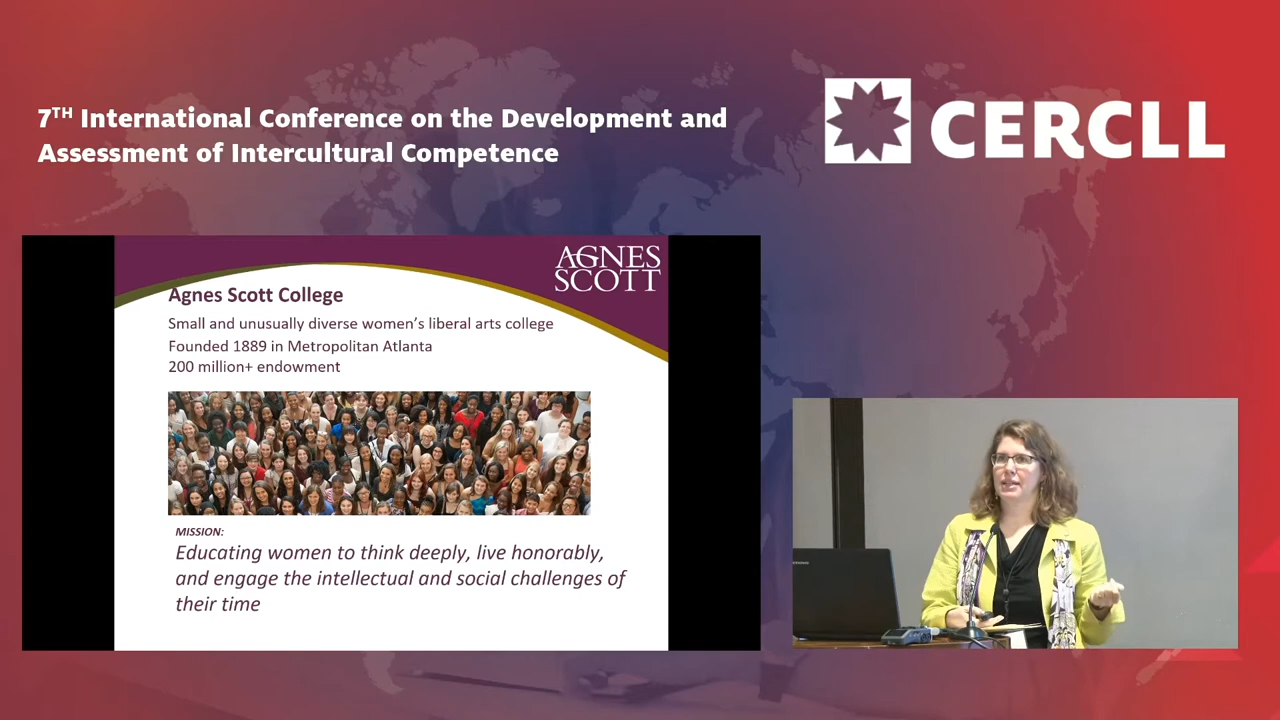 7TH International Conference on the Development and
Assessment of Intercultural Competence
CERCLL
AGNES
SCOTT
Agnes Scott College
Small and unusually diverse women's liberal arts college
Founded 1889 in Metropolitan Atlanta
200 million+ endowment
MISSION:
Educating women to think deeply, live honorably,
and engage the intellectual and social challenges of
their time